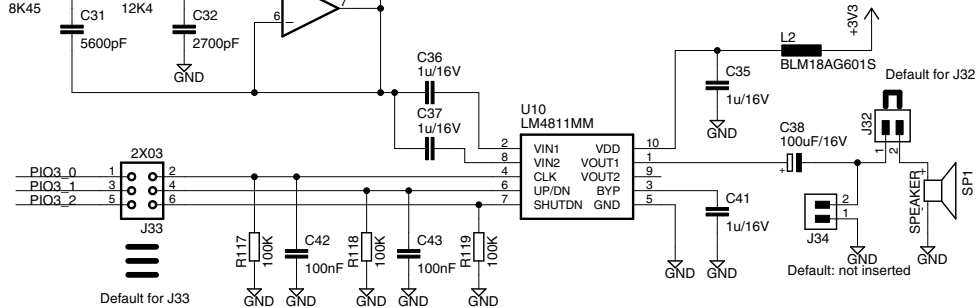 8K45
C31
5600pF
12K4
C32
2700pF
GND
6
7
C36
1u/16V
C37
1u/16V
U10
LM4811MM
2 VIN1 VDD 10
8 VIN2 VOUT1 1
4 CLK VOUT2 9
6 UP/DN BYP 3
7 SHUTDN GND 5
L2
BLM18AG601S
+3V3
C35
1u/16V
GND
Default for J32
J32
1 2
C38
100uF/16V
+
SPEAKER
+
-
SP1
GND
J34
2
1
GND
Default: not inserted
C41
1u/16V
GND
GND
2X03
PIO3_0 1 2
PIO3_1 3 4
PIO3_2 5 6
J33
Default for J33
R117
100K
GND
C42
100nF
GND
R118
100K
GND
C43
100nF
GND
R119
100K
GND